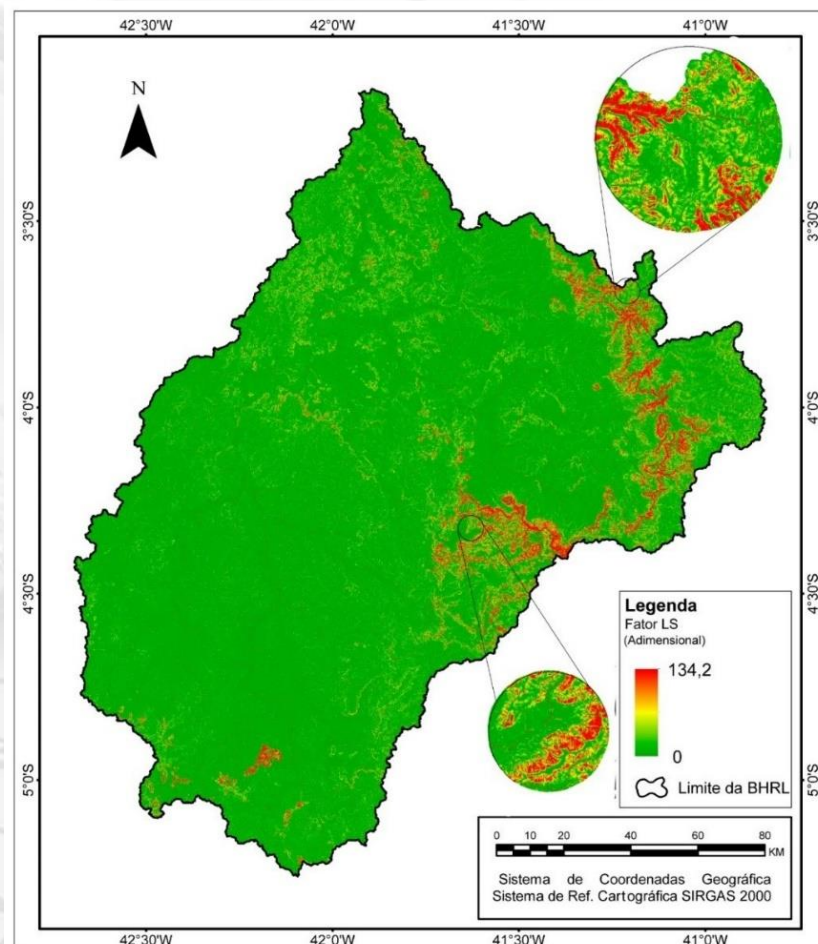 42°30'W 42°0'W 41°30'W 41°0'W
N
3°30'S 3°30'S
4°0'S 4°0'S
4°30'S 4°30'S
5°0'S 5°0'S
Legenda
Fator LS
(Adimensional)
134,2
0
Limite da BHRL
0 10 20 40 60 80
KM
Sistema de Coordenadas Geográfica
Sistema de Ref. Cartográfica SIRGAS 2000
42°30'W 42°0'W 41°30'W 41°0'W